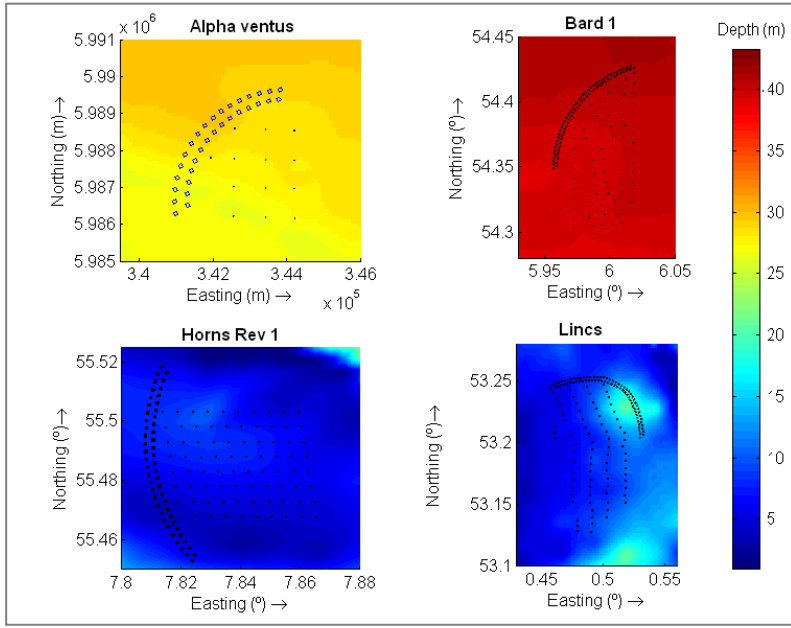 Alpha ventus
x 10⁶
5.991
5.99
5.989
5.988
5.987
5.986
5.985
Northing (m) →
3.4 3.42 3.44 3.46
Easting (m) → x 10⁵
Bard 1
54.45
54.4
54.35
54.3
Northing (º) →
5.95 6 6.05
Easting (º) →
Depth (m)
40
35
30
25
20
15
10
5
Horns Rev 1
55.52
55.5
55.48
55.46
Northing (º) →
7.8 7.82 7.84 7.86 7.88
Easting (º) →
Lincs
53.25
53.2
53.15
53.1
Northing (º) →
0.45 0.5 0.55
Easting (º) →